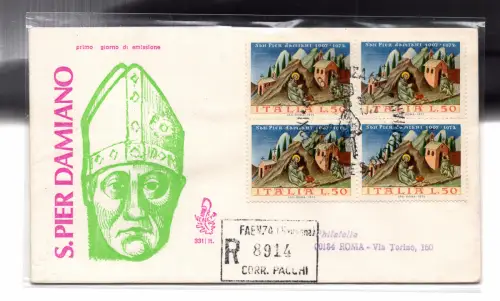 primo giorno di emissione
S. PIER DAMIANO
Venetia
331 It.
SAN PIER DAMIANI 1007-1072
ITALIA L.50
SAN PIER DAMIANI 1007-1072
ITALIA L.50
SAN PIER DAMIANI 1007-1072
ITALIA L.50
SAN PIER DAMIANI 1007-1072
ITALIA L.50
FAENZA
R 8914
CORR. PACCHI
Philatelia
00184 ROMA - Via Torino, 160